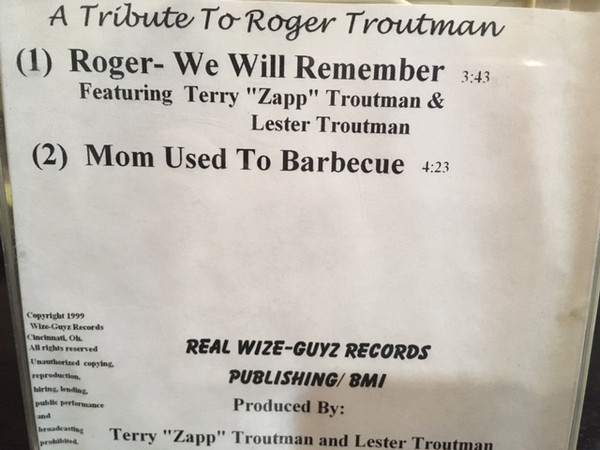 A Tribute To Roger Troutman
(1) Roger- We Will Remember 3:43
Featuring Terry "Zapp" Troutman &
Lester Troutman
(2) Mom Used To Barbecue 4:23
Copyright 1999
Wize-Guyz Records
Cincinnati, Oh.
All rights reserved
Unauthorized copying,
reproduction,
hiring, lending,
public performance
and
broadcasting
prohibited.
REAL WIZE-GUYZ RECORDS
PUBLISHING/ BMI
Produced By:
Terry "Zapp" Troutman and Lester Troutman